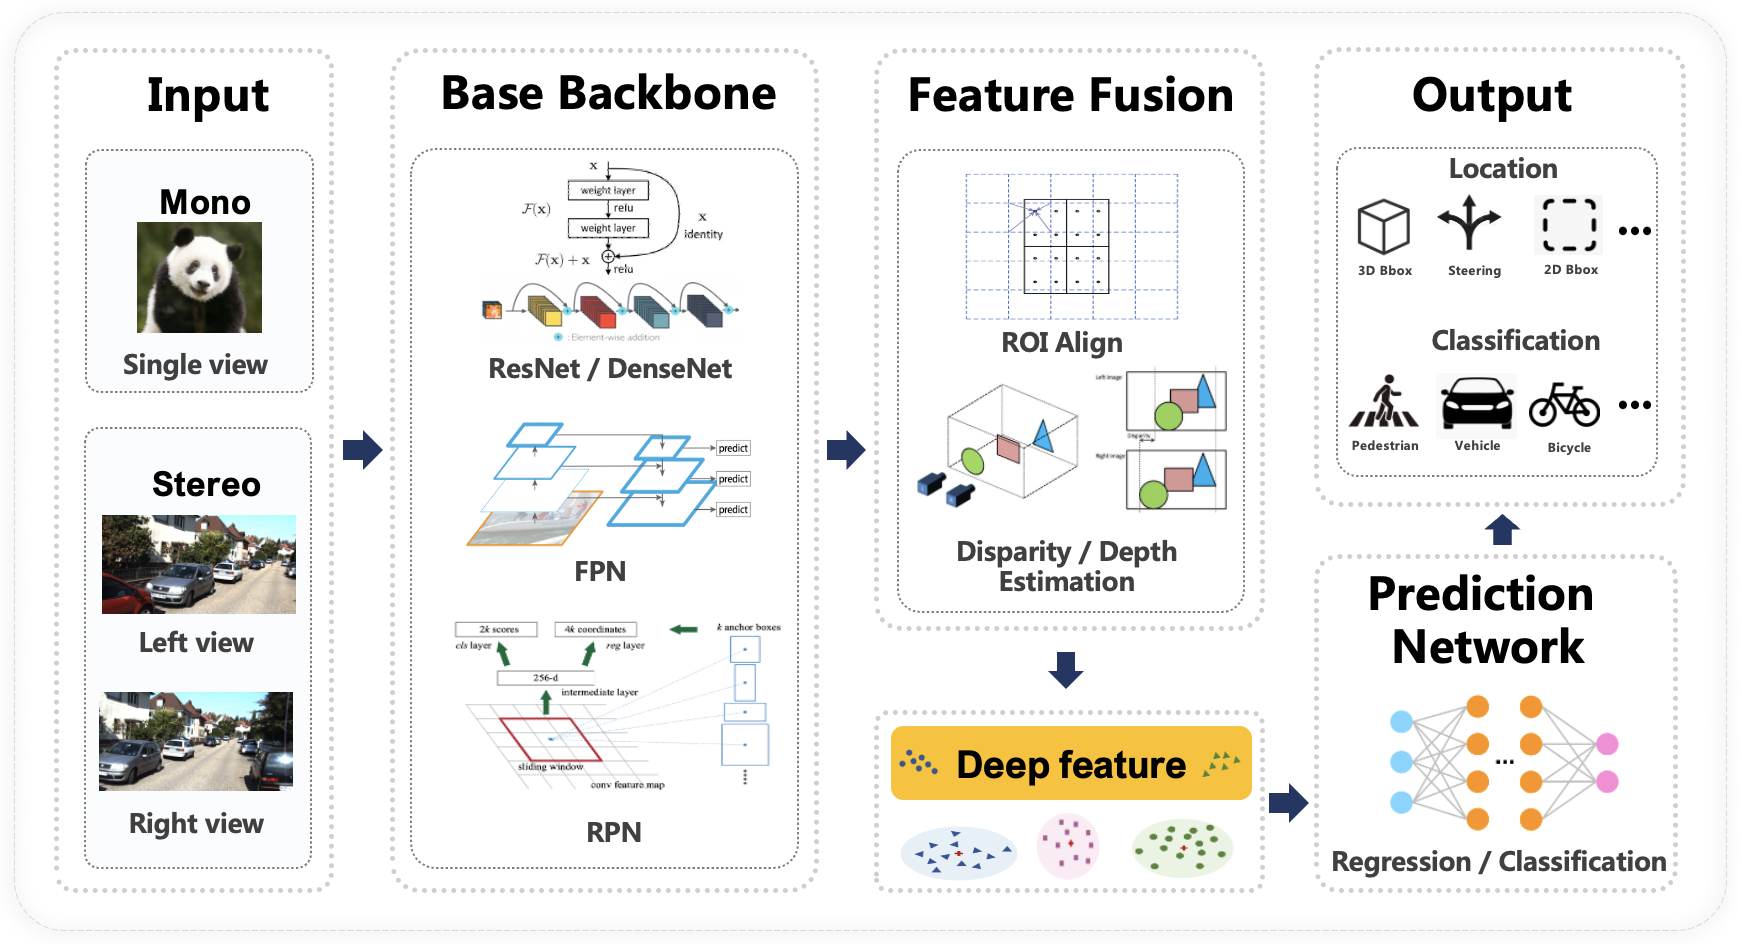 Input
Mono
Single view
Stereo
Left view
Right view
Base Backbone
x
weight layer
relu
F(x)
weight layer
x
identity
F(x) + x
relu
: Element-wise addition
ResNet / DenseNet
predict
predict
predict
FPN
2k scores
4k coordinates
k anchor boxes
cls layer
reg layer
256-d
intermediate layer
sliding window
conv feature map
RPN
Feature Fusion
ROI Align
Left image
Disparity
Right image
Disparity / Depth
Estimation
Deep feature
Output
Location
3D Bbox
Steering
2D Bbox
Classification
Pedestrian
Vehicle
Bicycle
Prediction
Network
...
Regression / Classification